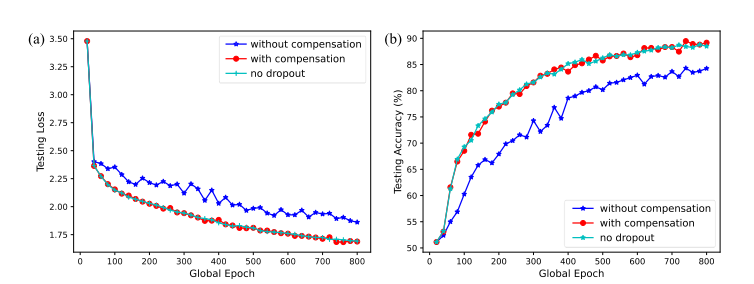 (a)
3.50
3.25
3.00
2.75
2.50
2.25
2.00
1.75
Testing Loss
without compensation
with compensation
no dropout
0 100 200 300 400 500 600 700 800
Global Epoch
(b)
90
85
80
75
70
65
60
55
50
Testing Accuracy (%)
without compensation
with compensation
no dropout
0 100 200 300 400 500 600 700 800
Global Epoch